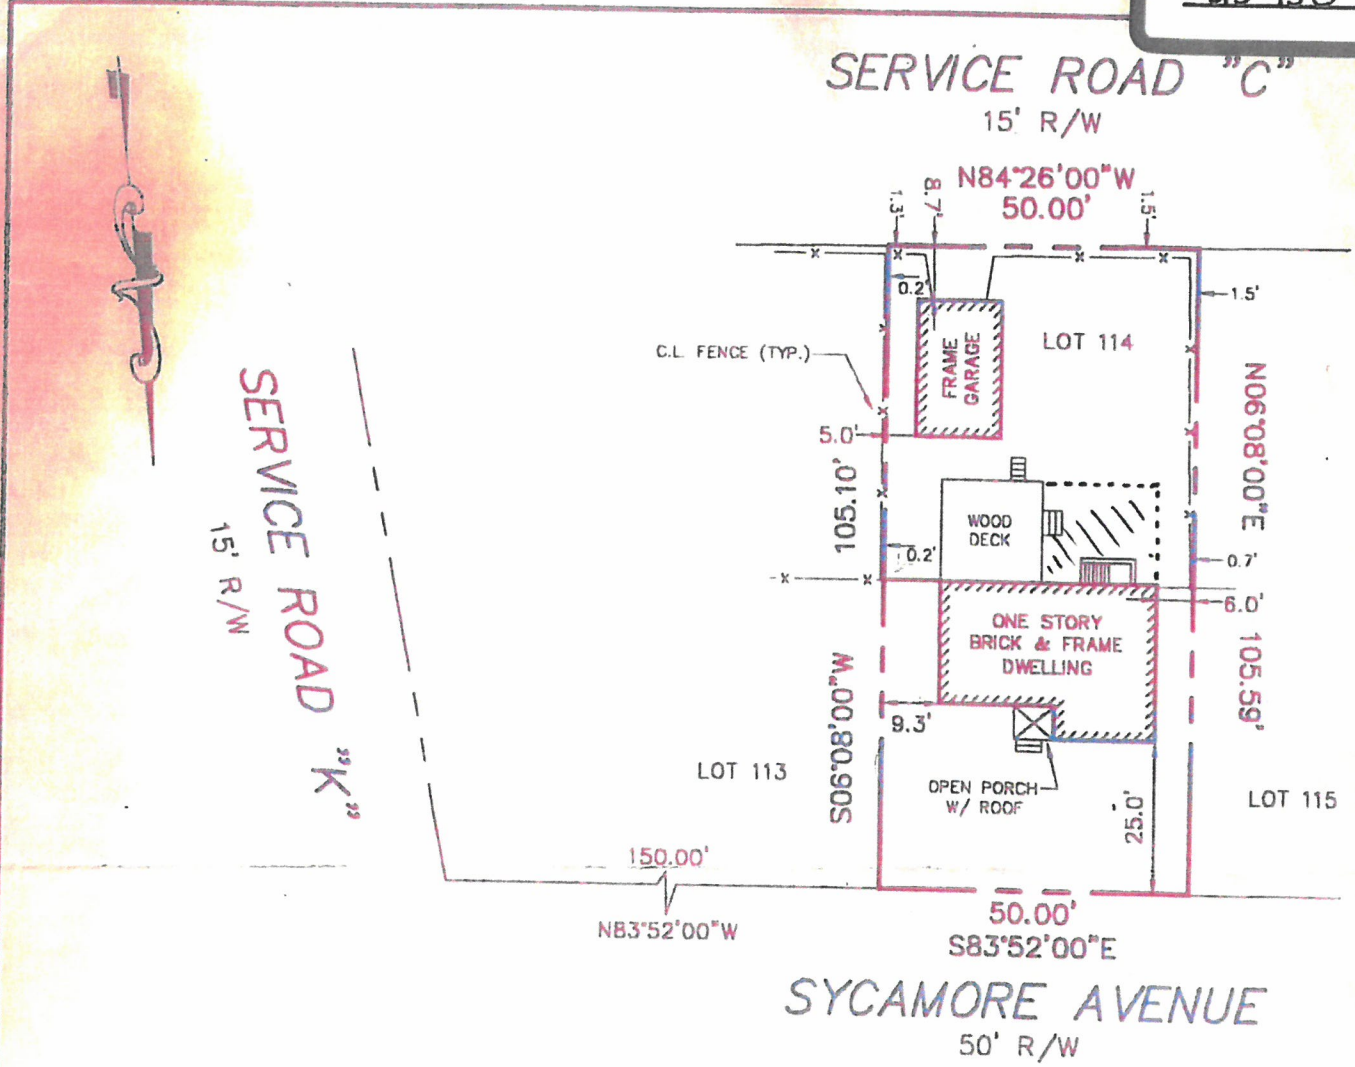 SERVICE ROAD "C"
15' R/W
N84°26'00"W
50.00'
1.3'
8.7'
1.5'
0.2'
1.5'
C.L. FENCE (TYP.)
FRAME
GARAGE
LOT 114
5.0'
105.10'
N06°08'00"E
SERVICE ROAD "K"
15' R/W
WOOD
DECK
0.2'
0.7'
6.0'
ONE STORY
BRICK & FRAME
DWELLING
105.59'
S06°08'00"W
9.3'
LOT 113
OPEN PORCH
W/ ROOF
25.0'
LOT 115
150.00'
N83°52'00"W
50.00'
S83°52'00"E
SYCAMORE AVENUE
50' R/W